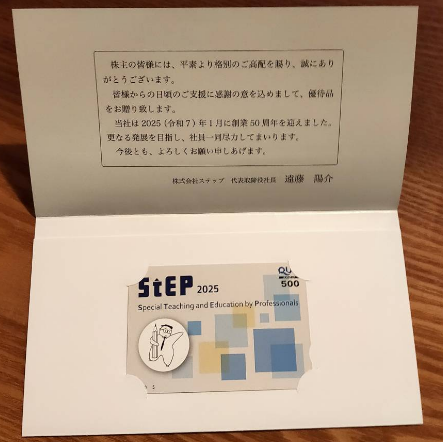 株主の皆様には、平素より格別のご高配を賜り、誠にあり
がとうございます。
皆様からの日頃のご支援に感謝の意を込めまして、優待品
をお贈り致します。
当社は2025（令和7）年1月に創業50周年を迎えました。
更なる発展を目指し、社員一同尽力してまいります。
今後とも、よろしくお願い申しあげます。
株式会社ステップ 代表取締役社長 遠藤 陽介
StEP 2025
QU
500
Special Teaching and Education by Professionals